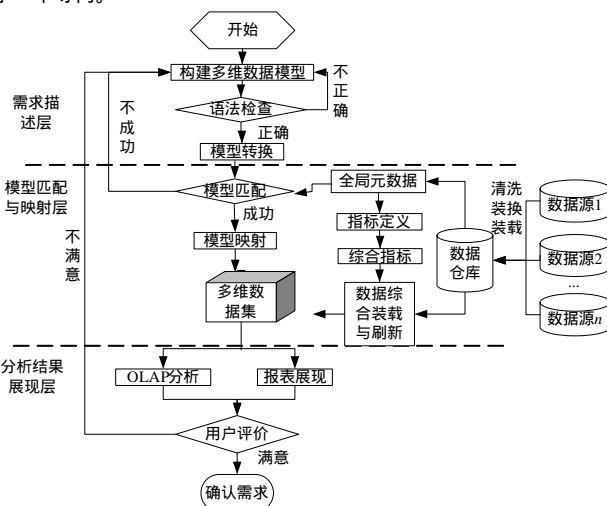 开始
构建多维数据模型
不
正
确
需求描
述层
不
成
功
语法检查
正确
模型转换
模型匹配
与映射层
模型匹配
全局元数据
清洗
装换
装载
数据源1
成功
指标定义
不
满
意
模型映射
综合指标
数据
仓库
数据源2
...
多维数
据集
数据综
合装载
与刷新
数据源n
分析结果
展现层
OLAP分析
报表展现
用户评价
满意
确认需求